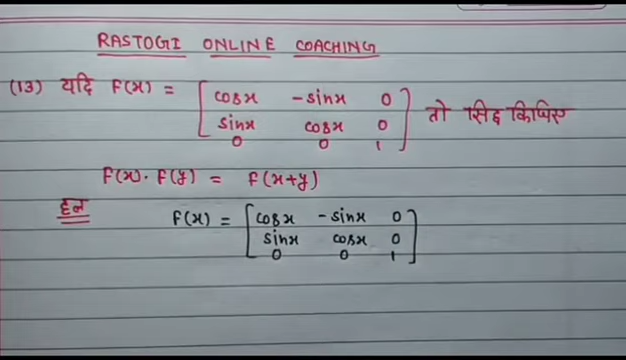 RASTOGI ONLINE COACHING
(13) यदि F(x) = [ cosx -sinx 0 तो सिद्ध किजिए
sinx cosx 0
0 0 1 ]
F(x). F(y) = F(x+y)
हल F(x) = [ cosx -sinx 0
sinx cosx 0
0 0 1 ]